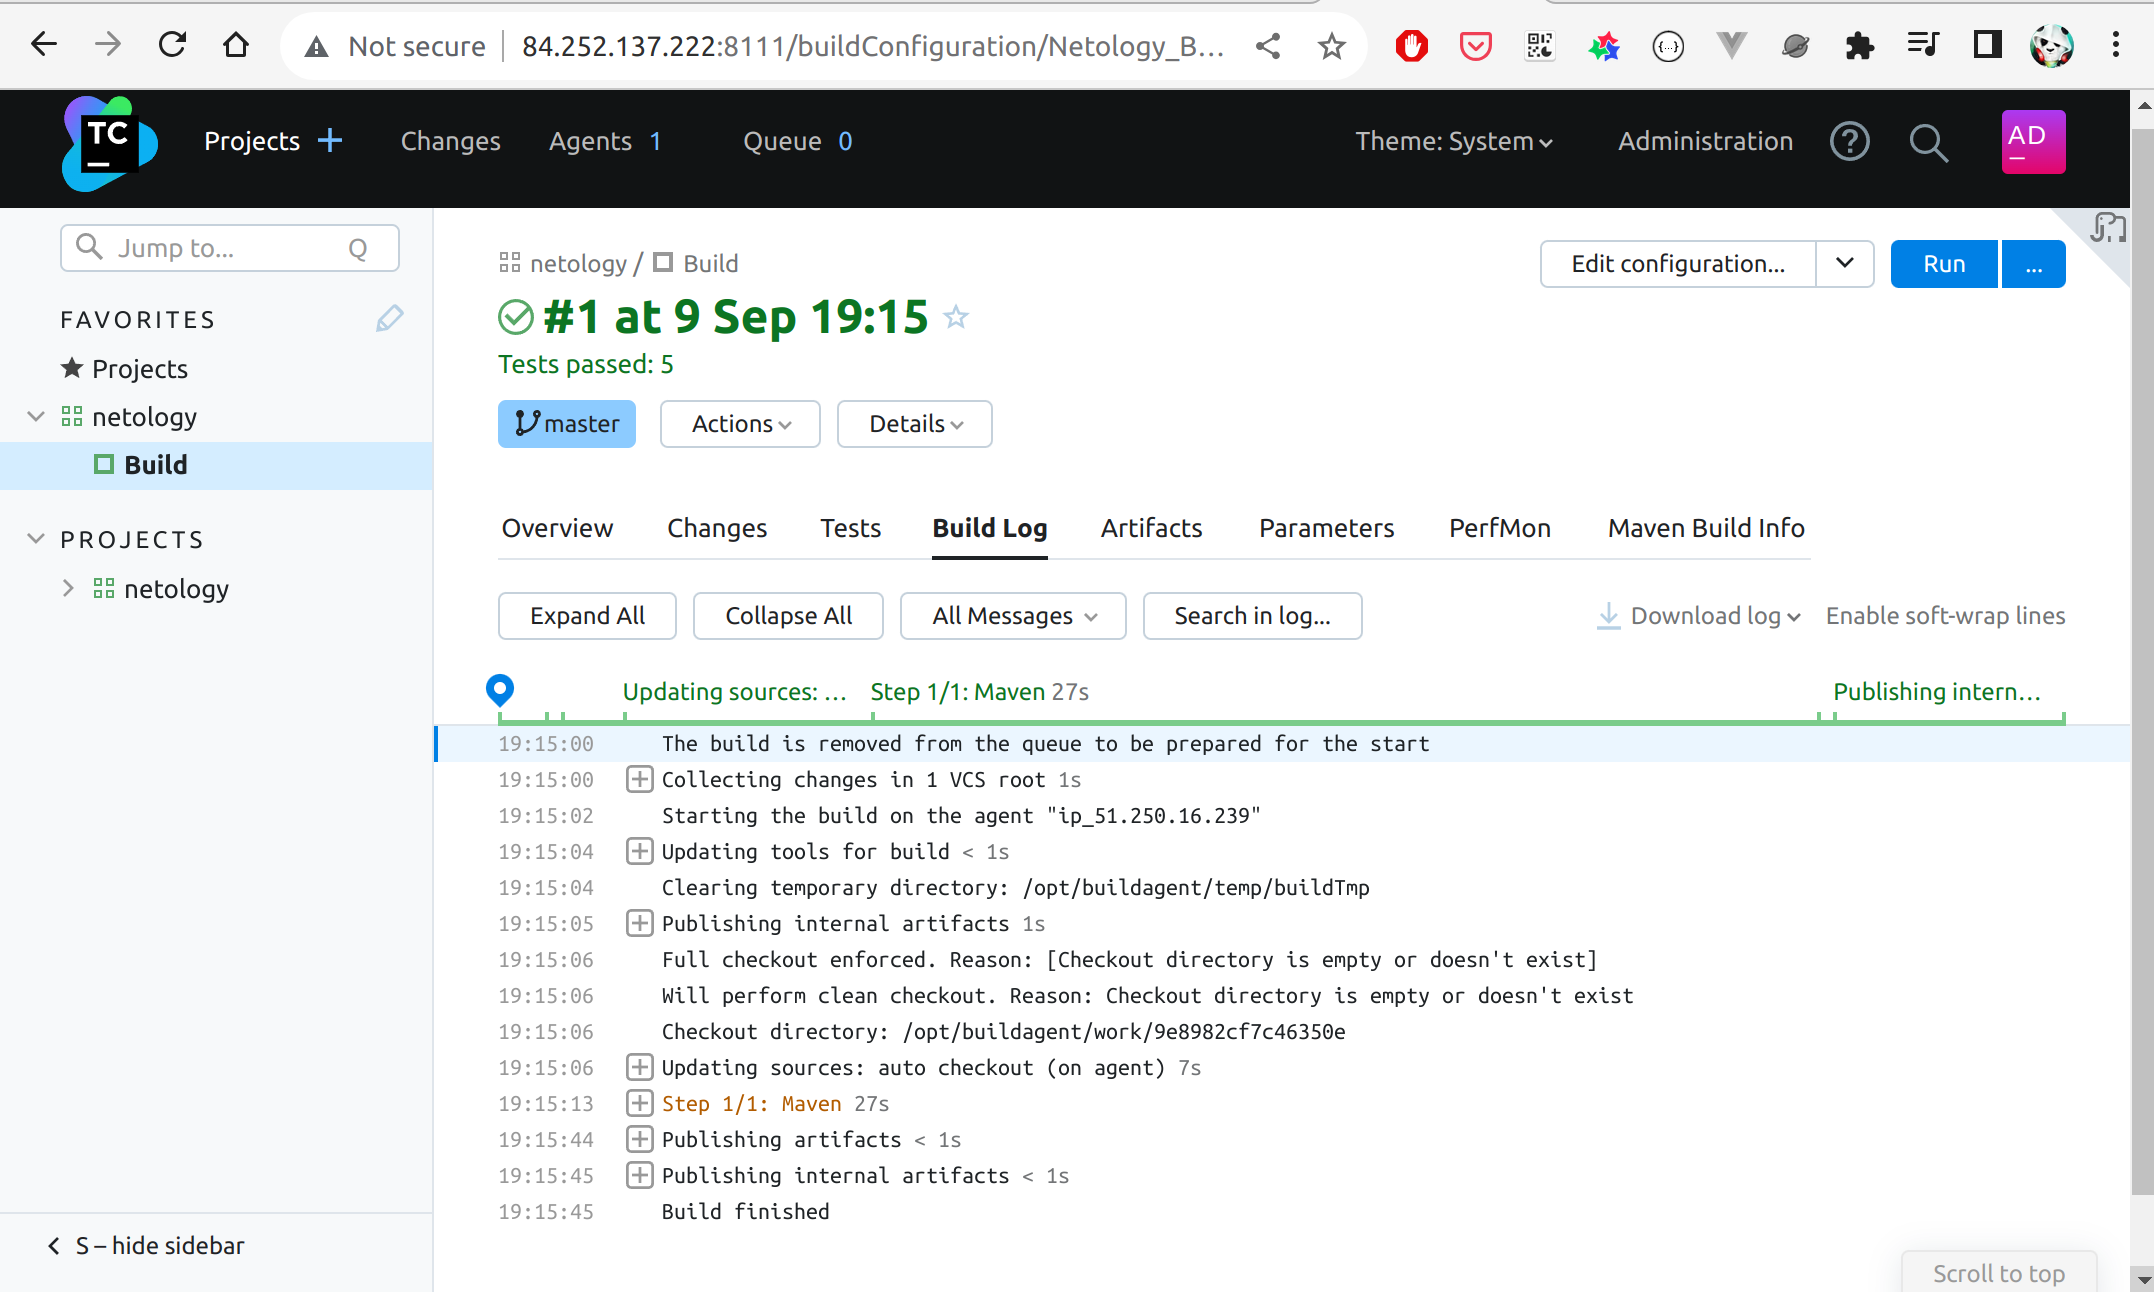 Not secure 84.252.137.222:8111/buildConfiguration/Netology_B...
TC
Projects Changes Agents 1 Queue 0 Theme: System Administration AD
Jump to... Q
FAVORITES
Projects
netology
Build
PROJECTS
netology
S – hide sidebar
netology / Build
Edit configuration... Run ...
#1 at 9 Sep 19:15
Tests passed: 5
master Actions Details
Overview Changes Tests Build Log Artifacts Parameters PerfMon Maven Build Info
Expand All Collapse All All Messages Search in log... Download log Enable soft-wrap lines
Updating sources: ... Step 1/1: Maven 27s Publishing intern...
19:15:00 The build is removed from the queue to be prepared for the start
19:15:00 Collecting changes in 1 VCS root 1s
19:15:02 Starting the build on the agent "ip_51.250.16.239"
19:15:04 Updating tools for build < 1s
19:15:04 Clearing temporary directory: /opt/buildagent/temp/buildTmp
19:15:05 Publishing internal artifacts 1s
19:15:06 Full checkout enforced. Reason: [Checkout directory is empty or doesn't exist]
19:15:06 Will perform clean checkout. Reason: Checkout directory is empty or doesn't exist
19:15:06 Checkout directory: /opt/buildagent/work/9e8982cf7c46350e
19:15:06 Updating sources: auto checkout (on agent) 7s
19:15:13 Step 1/1: Maven 27s
19:15:44 Publishing artifacts < 1s
19:15:45 Publishing internal artifacts < 1s
19:15:45 Build finished
Scroll to top